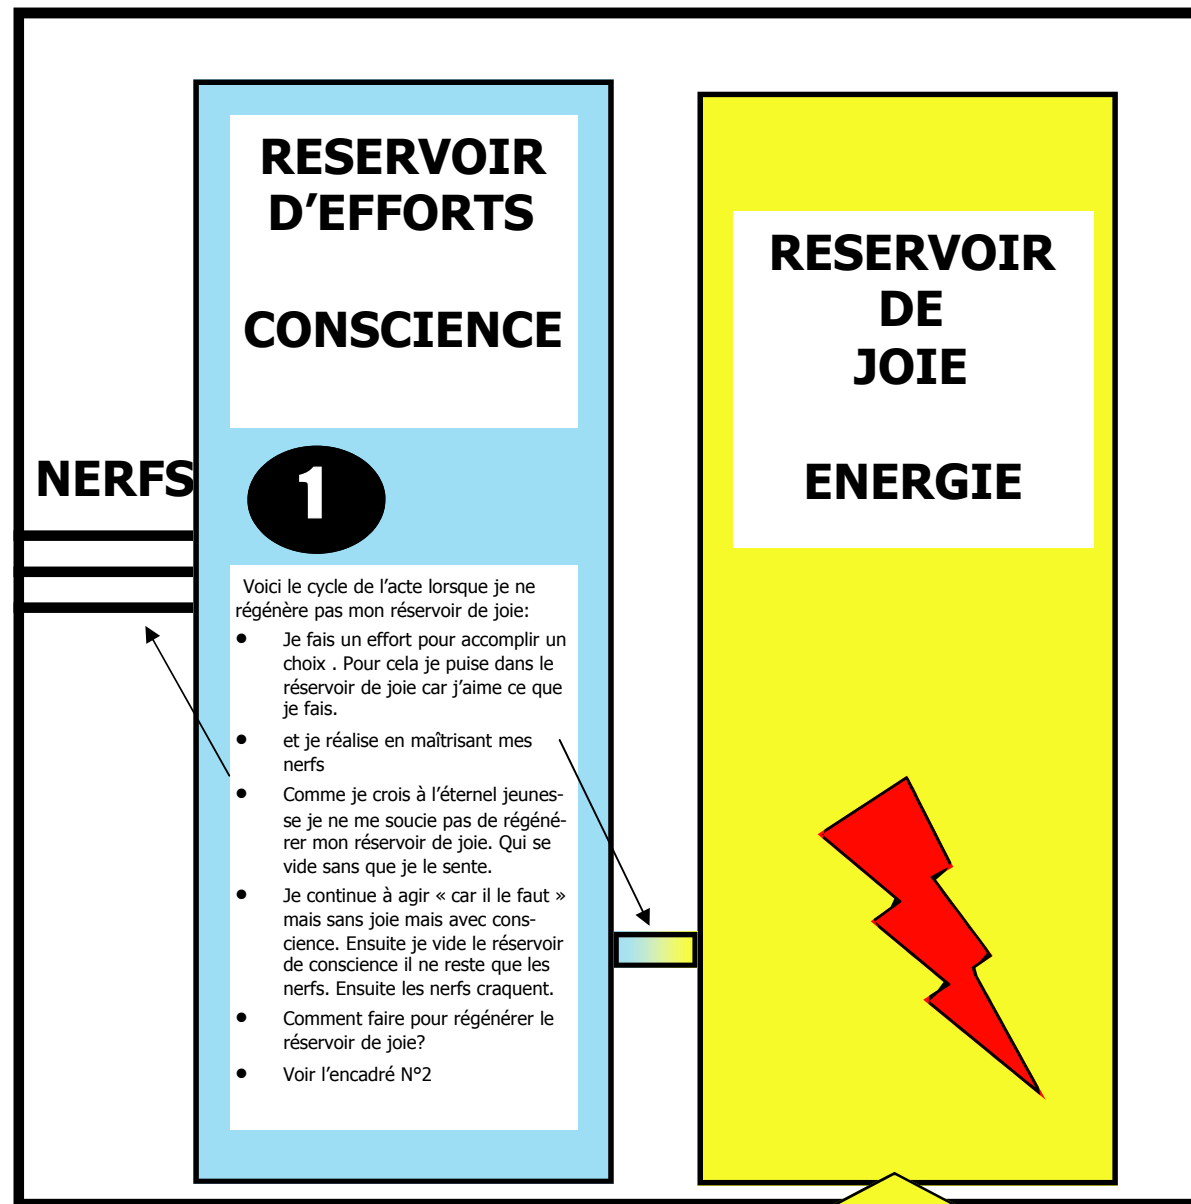 RESERVOIR
D’EFFORTS
CONSCIENCE
RESERVOIR
DE
JOIE
ENERGIE
NERFS
1
Voici le cycle de l’acte lorsque je ne
régénère pas mon réservoir de joie:
• Je fais un effort pour accomplir un
choix . Pour cela je puise dans le
réservoir de joie car j’aime ce que
je fais.
• et je réalise en maîtrisant mes
nerfs
• Comme je crois à l’éternel jeunes-
se je ne me soucie pas de régéné-
rer mon réservoir de joie. Qui se
vide sans que je le sente.
• Je continue à agir « car il le faut »
mais sans joie mais avec cons-
cience. Ensuite je vide le réservoir
de conscience il ne reste que les
nerfs. Ensuite les nerfs craquent.
• Comment faire pour régénérer le
réservoir de joie?
• Voir l’encadré N°2